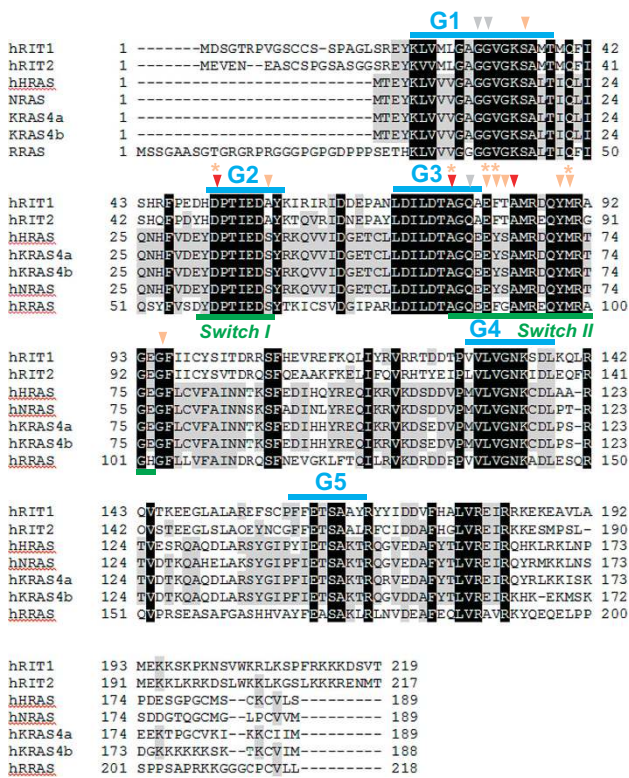 G1
hRIT1 1 -------MDSGTRPVGSCCS-SPAGLSREYKLVMLGAGGVGKSAMTMQFI 42
hRIT2 1 -------MEVEN--EASCSPGSASGGSREYKVVMLGAGGVGKSAMTMQFI 41
hHRAS 1 --------------------------MTEYKLVVVGAGGVGKSALTIQLI 24
NRAS 1 --------------------------MTEYKLVVVGAGGVGKSALTIQLI 24
KRAS4a 1 --------------------------MTEYKLVVVGAGGVGKSALTIQLI 24
KRAS4b 1 --------------------------MTEYKLVVVGAGGVGKSALTIQLI 24
RRAS 1 MSSGAASGTGRGRPRGGGPGPGDPPPSETHKLVVVGGGGVGKSALTIQFI 50
* * * *
G2 G3
hRIT1 43 SHRFPEDHDPTIEDAYKIRIRIDDEPANLDILDTAGQAEFTAMRDQYMRA 92
hRIT2 42 SHQFPDYHDPTIEDAYKTQVRIDNEPAYLDILDTAGQAEFTAMREQYMRG 91
hHRAS 25 QNHFVDEYDPTIEDSYRKQVVIDGETCLLDILDTAGQEEYSAMRDQYMRT 74
hKRAS4a 25 QNHFVDEYDPTIEDSYRKQVVIDGETCLLDILDTAGQEEYSAMRDQYMRT 74
hKRAS4b 25 QNHFVDEYDPTIEDSYRKQVVIDGETCLLDILDTAGQEEYSAMRDQYMRT 74
hNRAS 25 QNHFVDEYDPTIEDSYRKQVVIDGETCLLDILDTAGQEEYSAMRDQYMRT 74
hRRAS 51 QSYFVSDYDPTIEDSYTKICSVDGIPARLDILDTAGQEEFGAMREQYMRA 100
Switch I Switch II
G4
hRIT1 93 GEGFIICYSITDRRSFHEVREFKQLIYRVRRTDDTPVVLVGNKSDLKQLR 142
hRIT2 92 GEGFIICYSVTDRQSFQEAAKFKELIFQVRHTYEIPLVLVGNKIDLEQFR 141
hHRAS 75 GEGFLCVFAINNTKSFEDIHQYREQIKRVKDSDDVPMVLVGNKCDLAA-R 123
hNRAS 75 GEGFLCVFAINNSKSFADINLYREQIKRVKDSDDVPMVLVGNKCDLPT-R 123
hKRAS4a 75 GEGFLCVFAINNTKSFEDIHHYREQIKRVKDSEDVPMVLVGNKCDLPS-R 123
hKRAS4b 75 GEGFLCVFAINNTKSFEDIHHYREQIKRVKDSEDVPMVLVGNKCDLPS-R 123
hRRAS 101 GHGFLLVFAINDRQSFNEVGKLFTQILRVKDRDDFPVVLVGNKADLESQR 150
G5
hRIT1 143 QVTKEEGLALAREFSCPFFETSAAYRYYIDDVFHALVREIRRKEKEAVLA 192
hRIT2 142 QVSTEEGLSLAQEYNCGFFETSAALRFCIDDAFHGLVREIRKKESMPSL- 190
hHRAS 124 TVESRQAQDLARSYGIPYIETSAKTRQGVEDAFYTLVREIRQHKLRKLNP 173
hNRAS 124 TVDTKQAHELAKSYGIPFIETSAKTRQGVEDAFYTLVREIRQYRMKKLNS 173
hKRAS4a 124 TVDTKQAQDLARSYGIPFIETSAKTRQRVEDAFYTLVREIRQYRLKKISK 173
hKRAS4b 124 TVDTKQAQDLARSYGIPFIETSAKTRQGVDDAFYTLVREIRKHK-EKMSK 172
hRRAS 151 QVPRSEASAFGASHHVAYFEASAKLRLNVDEAFEQLVRAVRKYQEQELPP 200
hRIT1 193 MEKKSKPKNSVWKRLKSPFRKKKDSVT 219
hRIT2 191 MEKKLKRKDSLWKKLKGSLKKKRENMT 217
hHRAS 174 PDESGPGCMS--CKCVLS--------- 189
hNRAS 174 SDDGTQGCMG--LPCVVM--------- 189
hKRAS4a 174 EEKTPGCVKI--KKCIIM--------- 189
hKRAS4b 173 DGKKKKKKSK--TKCVIM--------- 188
hRRAS 201 SPPSAPRKKGGGCPCVLL--------- 218